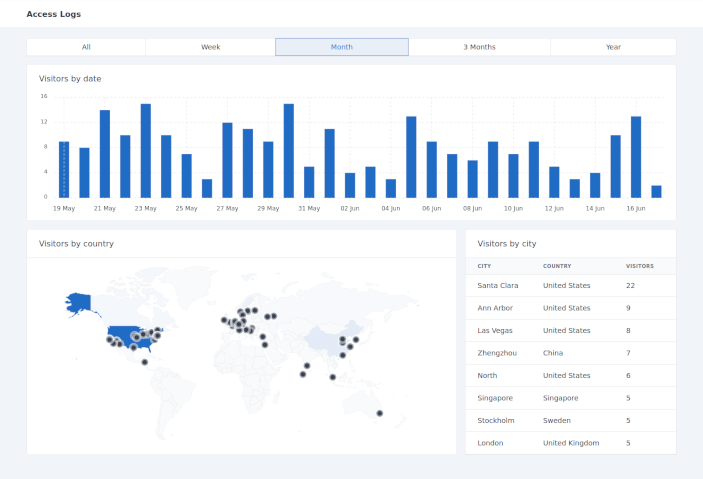 Access Logs
All Week Month 3 Months Year
Visitors by date
16
12
8
4
0
19 May 21 May 23 May 25 May 27 May 29 May 31 May 02 Jun 04 Jun 06 Jun 08 Jun 10 Jun 12 Jun 14 Jun 16 Jun
Visitors by country
Visitors by city
CITY COUNTRY VISITORS
Santa Clara United States 22
Ann Arbor United States 9
Las Vegas United States 8
Zhengzhou China 7
North United States 6
Singapore Singapore 5
Stockholm Sweden 5
London United Kingdom 5